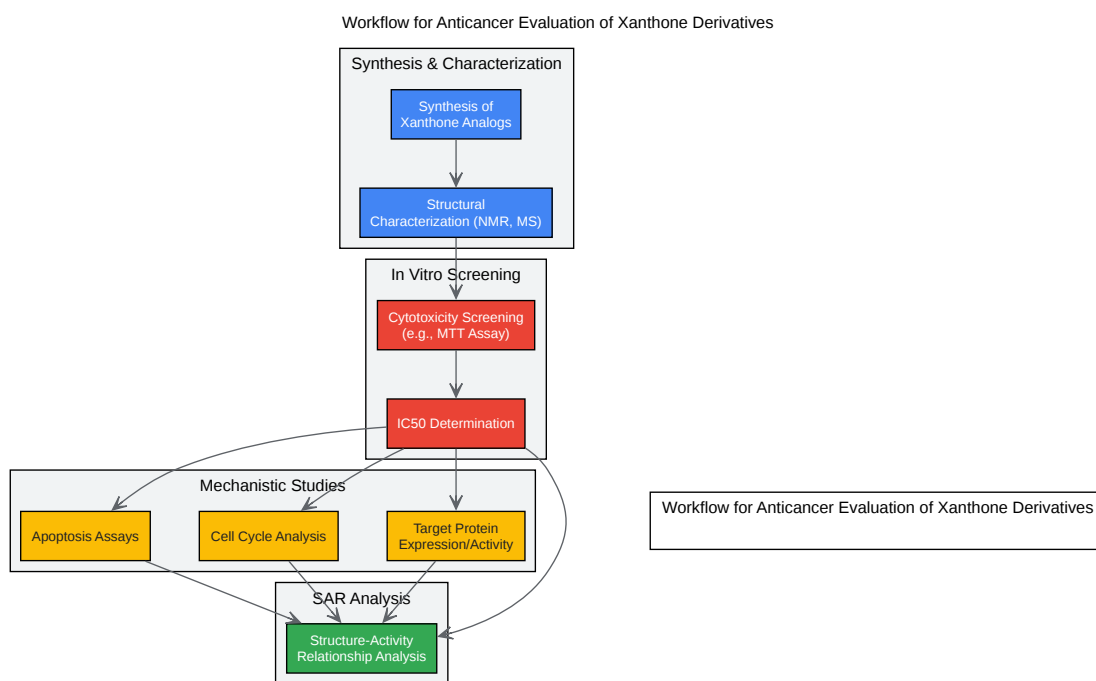 Workflow for Anticancer Evaluation of Xanthone Derivatives
Synthesis & Characterization
Synthesis of
Xanthone Analogs
Structural
Characterization (NMR, MS)
In Vitro Screening
Cytotoxicity Screening
(e.g., MTT Assay)
IC50 Determination
Mechanistic Studies
Apoptosis Assays
Cell Cycle Analysis
Target Protein
Expression/Activity
Workflow for Anticancer Evaluation of Xanthone Derivatives
SAR Analysis
Structure-Activity
Relationship Analysis